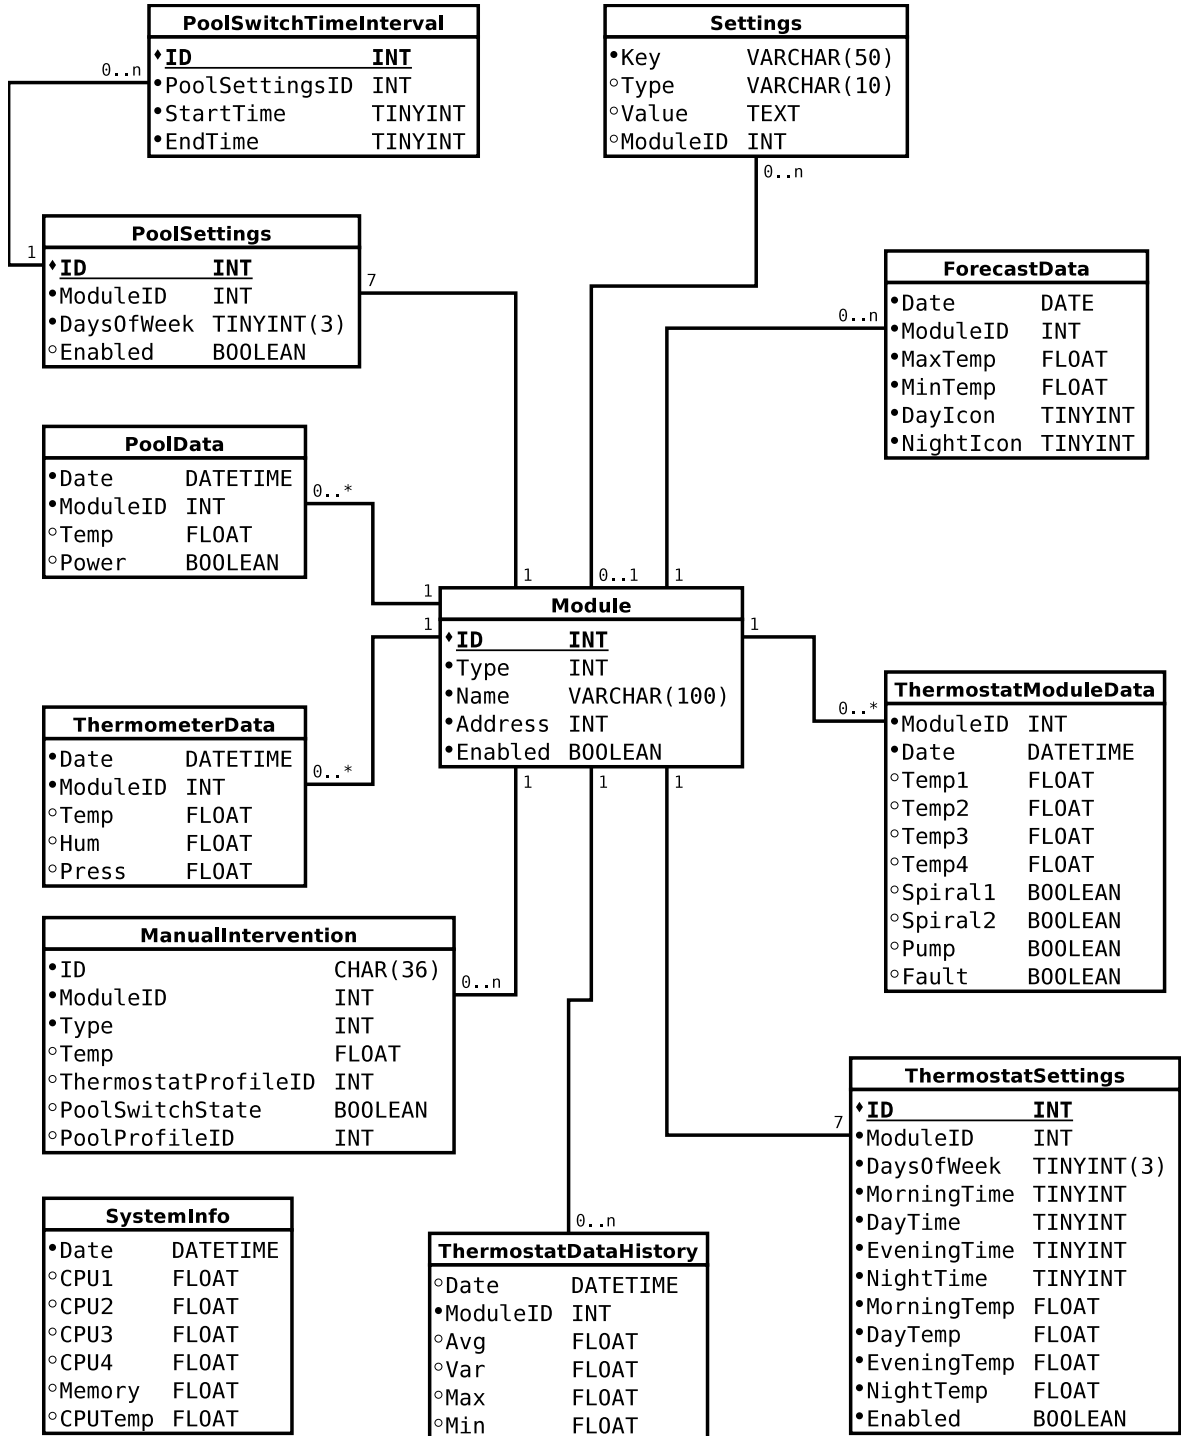 PoolSwitchTimeInterval
ID INT
PoolSettingsID INT
StartTime TINYINT
EndTime TINYINT
0..n
1
Settings
Key VARCHAR(50)
Type VARCHAR(10)
Value TEXT
ModuleID INT
0..n
PoolSettings
ID INT
ModuleID INT
DaysOfWeek TINYINT(3)
Enabled BOOLEAN
7
ForecastData
Date DATE
ModuleID INT
MaxTemp FLOAT
MinTemp FLOAT
DayIcon TINYINT
NightIcon TINYINT
0..n
PoolData
Date DATETIME
ModuleID INT
Temp FLOAT
Power BOOLEAN
0..*
1
0..1
1
1
1
1
Module
ID INT
Type INT
Name VARCHAR(100)
Address INT
Enabled BOOLEAN
1
1
1
ThermometerData
Date DATETIME
ModuleID INT
Temp FLOAT
Hum FLOAT
Press FLOAT
0..*
ThermostatModuleData
ModuleID INT
Date DATETIME
Temp1 FLOAT
Temp2 FLOAT
Temp3 FLOAT
Temp4 FLOAT
Spiral1 BOOLEAN
Spiral2 BOOLEAN
Pump BOOLEAN
Fault BOOLEAN
0..*
ManualIntervention
ID CHAR(36)
ModuleID INT
Type INT
Temp FLOAT
ThermostatProfileID INT
PoolSwitchState BOOLEAN
PoolProfileID INT
0..n
ThermostatSettings
ID INT
ModuleID INT
DaysOfWeek TINYINT(3)
MorningTime TINYINT
DayTime TINYINT
EveningTime TINYINT
NightTime TINYINT
MorningTemp FLOAT
DayTemp FLOAT
EveningTemp FLOAT
NightTemp FLOAT
Enabled BOOLEAN
7
SystemInfo
Date DATETIME
CPU1 FLOAT
CPU2 FLOAT
CPU3 FLOAT
CPU4 FLOAT
Memory FLOAT
CPUTemp FLOAT
0..n
ThermostatDataHistory
Date DATETIME
ModuleID INT
Avg FLOAT
Var FLOAT
Max FLOAT
Min FLOAT